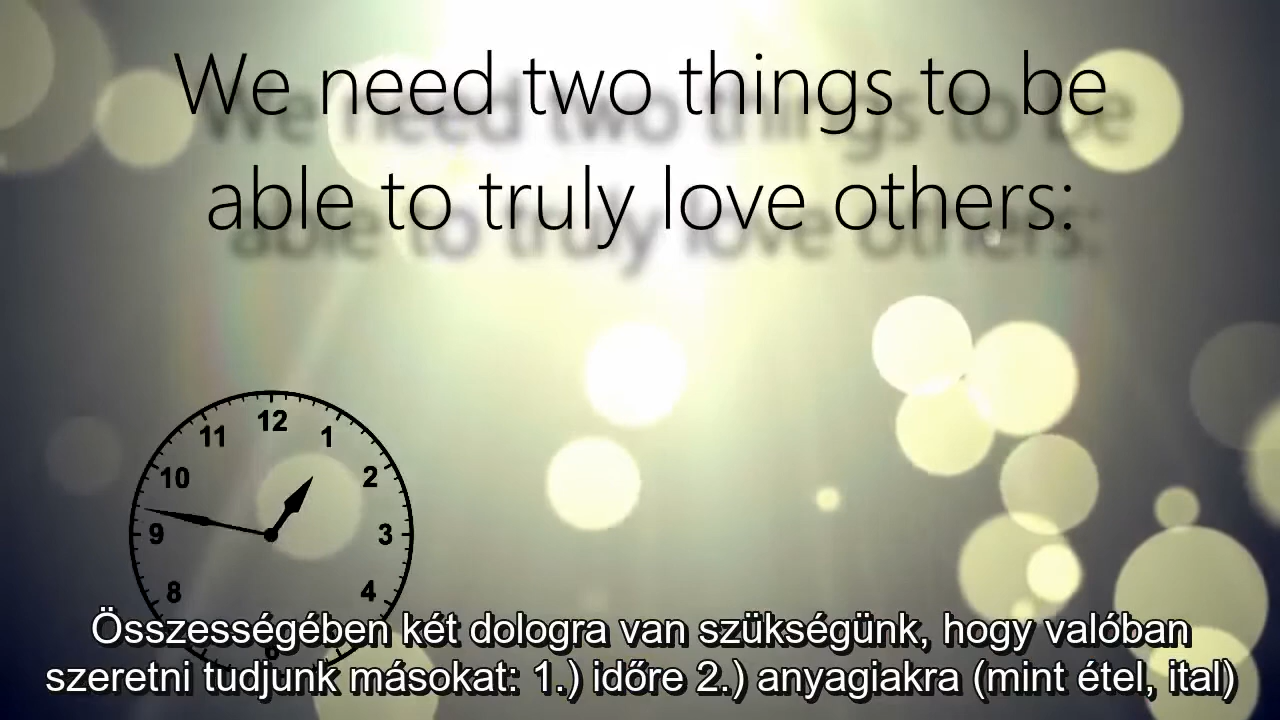 We need two things to be
able to truly love others:
12
11
1
10
2
9
3
8
4
Összességében két dologra van szükségünk, hogy valóban
szeretni tudjunk másokat: 1.) időre 2.) anyagiakra (mint étel, ital)